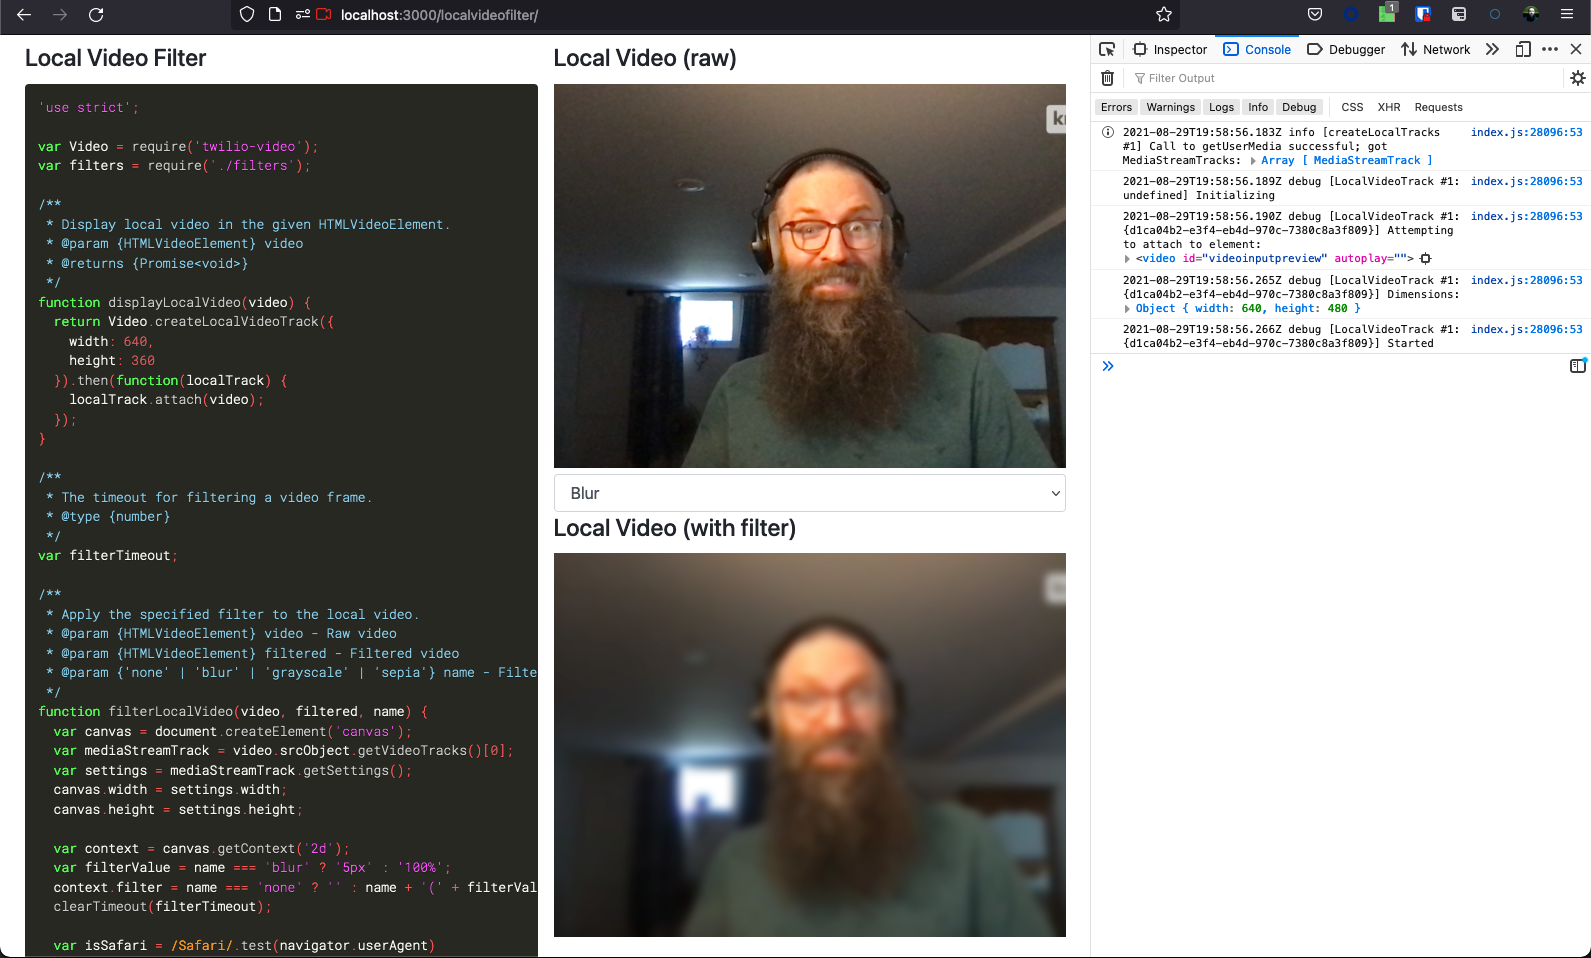 localhost:3000/localvideofilter/
1
Local Video Filter
'use strict';
var Video = require('twilio-video');
var filters = require('./filters');
/**
* Display local video in the given HTMLVideoElement.
* @param {HTMLVideoElement} video
* @returns {Promise<void>}
*/
function displayLocalVideo(video) {
return Video.createLocalVideoTrack({
width: 640,
height: 360
}).then(function(localTrack) {
localTrack.attach(video);
});
}
/**
* The timeout for filtering a video frame.
* @type {number}
*/
var filterTimeout;
/**
* Apply the specified filter to the local video.
* @param {HTMLVideoElement} video - Raw video
* @param {HTMLVideoElement} filtered - Filtered video
* @param {'none' | 'blur' | 'grayscale' | 'sepia'} name - Filte
*/
function filterLocalVideo(video, filtered, name) {
var canvas = document.createElement('canvas');
var mediaStreamTrack = video.srcObject.getVideoTracks()[0];
var settings = mediaStreamTrack.getSettings();
canvas.width = settings.width;
canvas.height = settings.height;
var context = canvas.getContext('2d');
var filterValue = name === 'blur' ? '5px' : '100%';
context.filter = name === 'none' ? '' : name + '(' + filterVal
clearTimeout(filterTimeout);
var isSafari = /Safari/.test(navigator.userAgent)
Local Video (raw)
Blur
Local Video (with filter)
Inspector Console Debugger Network
Filter Output
Errors Warnings Logs Info Debug CSS XHR Requests
2021-08-29T19:58:56.183Z info [createLocalTracks index.js:28096:53
#1] Call to getUserMedia successful; got
MediaStreamTracks: Array [ MediaStreamTrack ]
2021-08-29T19:58:56.189Z debug [LocalVideoTrack #1: index.js:28096:53
undefined] Initializing
2021-08-29T19:58:56.190Z debug [LocalVideoTrack #1: index.js:28096:53
{d1ca04b2-e3f4-eb4d-970c-7380c8a3f809}] Attempting
to attach to element:
<video id="videoinputpreview" autoplay="">
2021-08-29T19:58:56.265Z debug [LocalVideoTrack #1: index.js:28096:53
{d1ca04b2-e3f4-eb4d-970c-7380c8a3f809}] Dimensions:
Object { width: 640, height: 480 }
2021-08-29T19:58:56.266Z debug [LocalVideoTrack #1: index.js:28096:53
{d1ca04b2-e3f4-eb4d-970c-7380c8a3f809}] Started